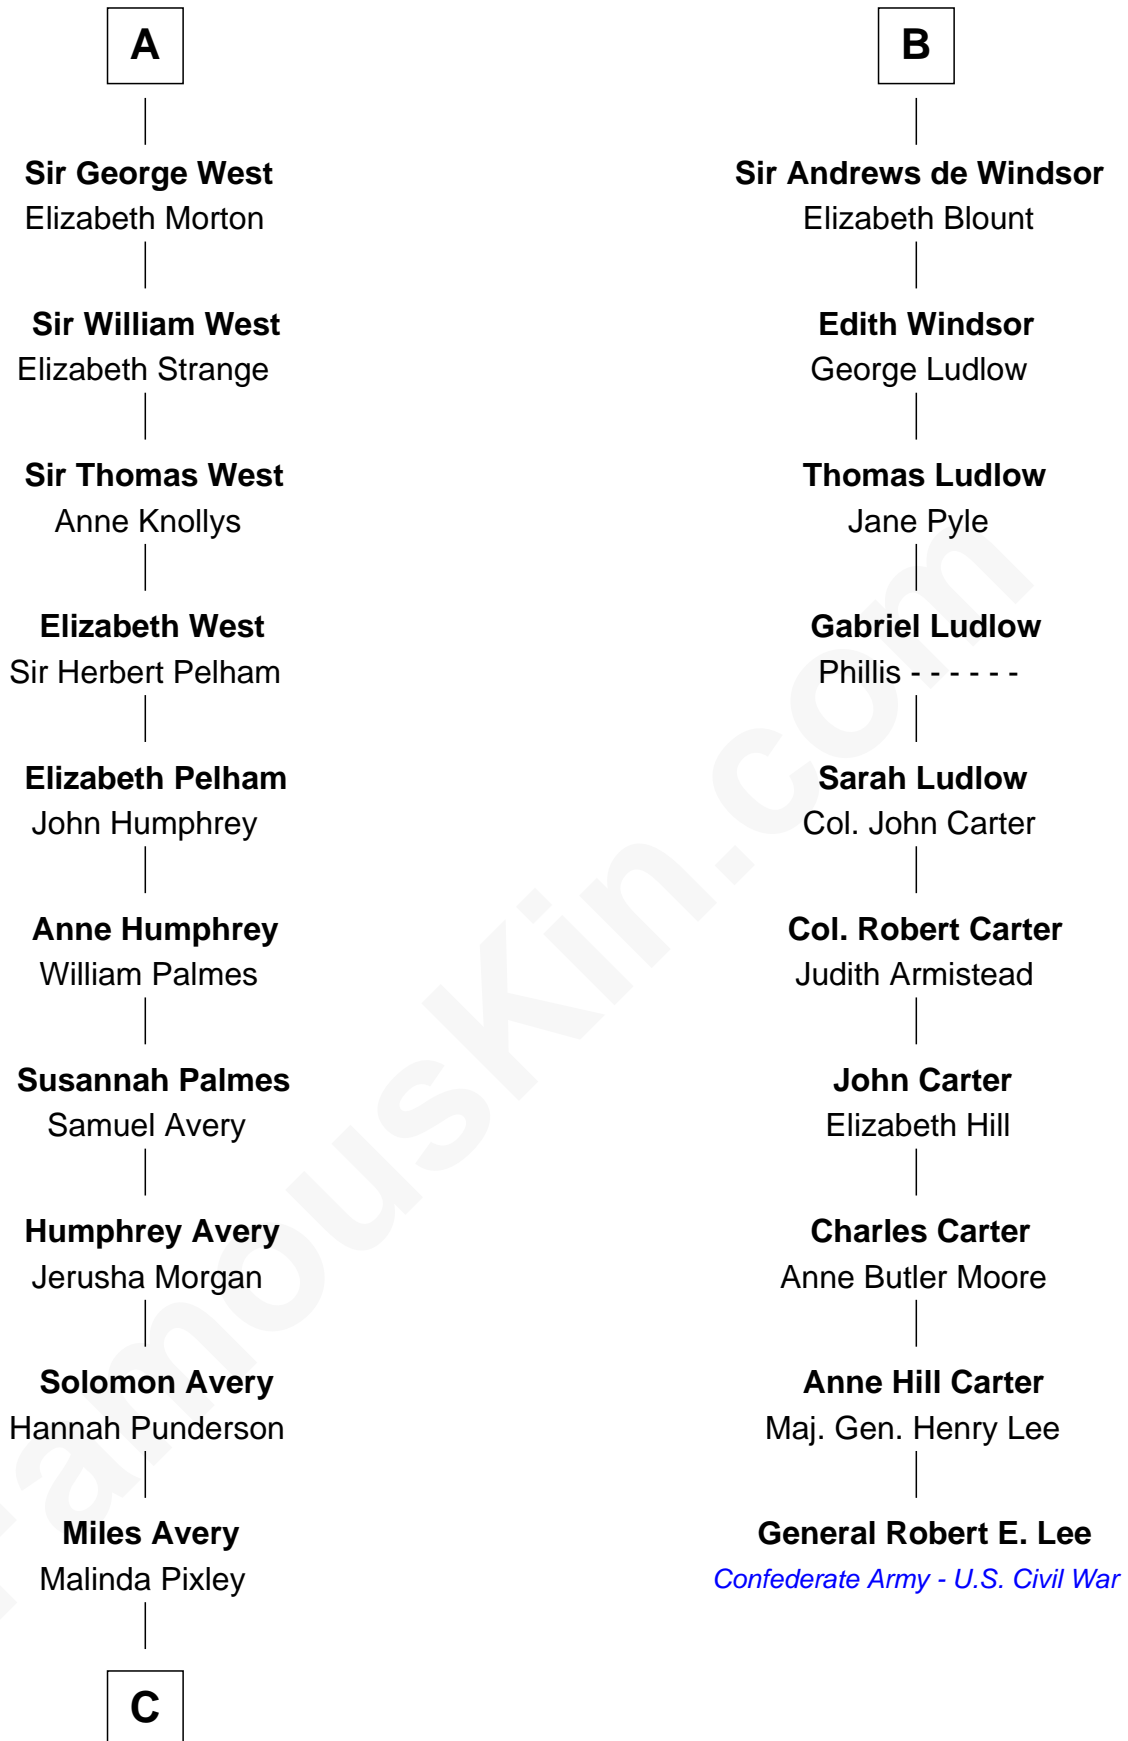 A
Sir George West
Elizabeth Morton
Sir William West
Elizabeth Strange
Sir Thomas West
Anne Knollys
Elizabeth West
Sir Herbert Pelham
Elizabeth Pelham
John Humphrey
Anne Humphrey
William Palmes
Susannah Palmes
Samuel Avery
Humphrey Avery
Jerusha Morgan
Solomon Avery
Hannah Punderson
Miles Avery
Malinda Pixley
C
B
Sir Andrews de Windsor
Elizabeth Blount
Edith Windsor
George Ludlow
Thomas Ludlow
Jane Pyle
Gabriel Ludlow
Phillis - - - - - -
Sarah Ludlow
Col. John Carter
Col. Robert Carter
Judith Armistead
John Carter
Elizabeth Hill
Charles Carter
Anne Butler Moore
Anne Hill Carter
Maj. Gen. Henry Lee
General Robert E. Lee
Confederate Army - U.S. Civil War
FamousKin.com